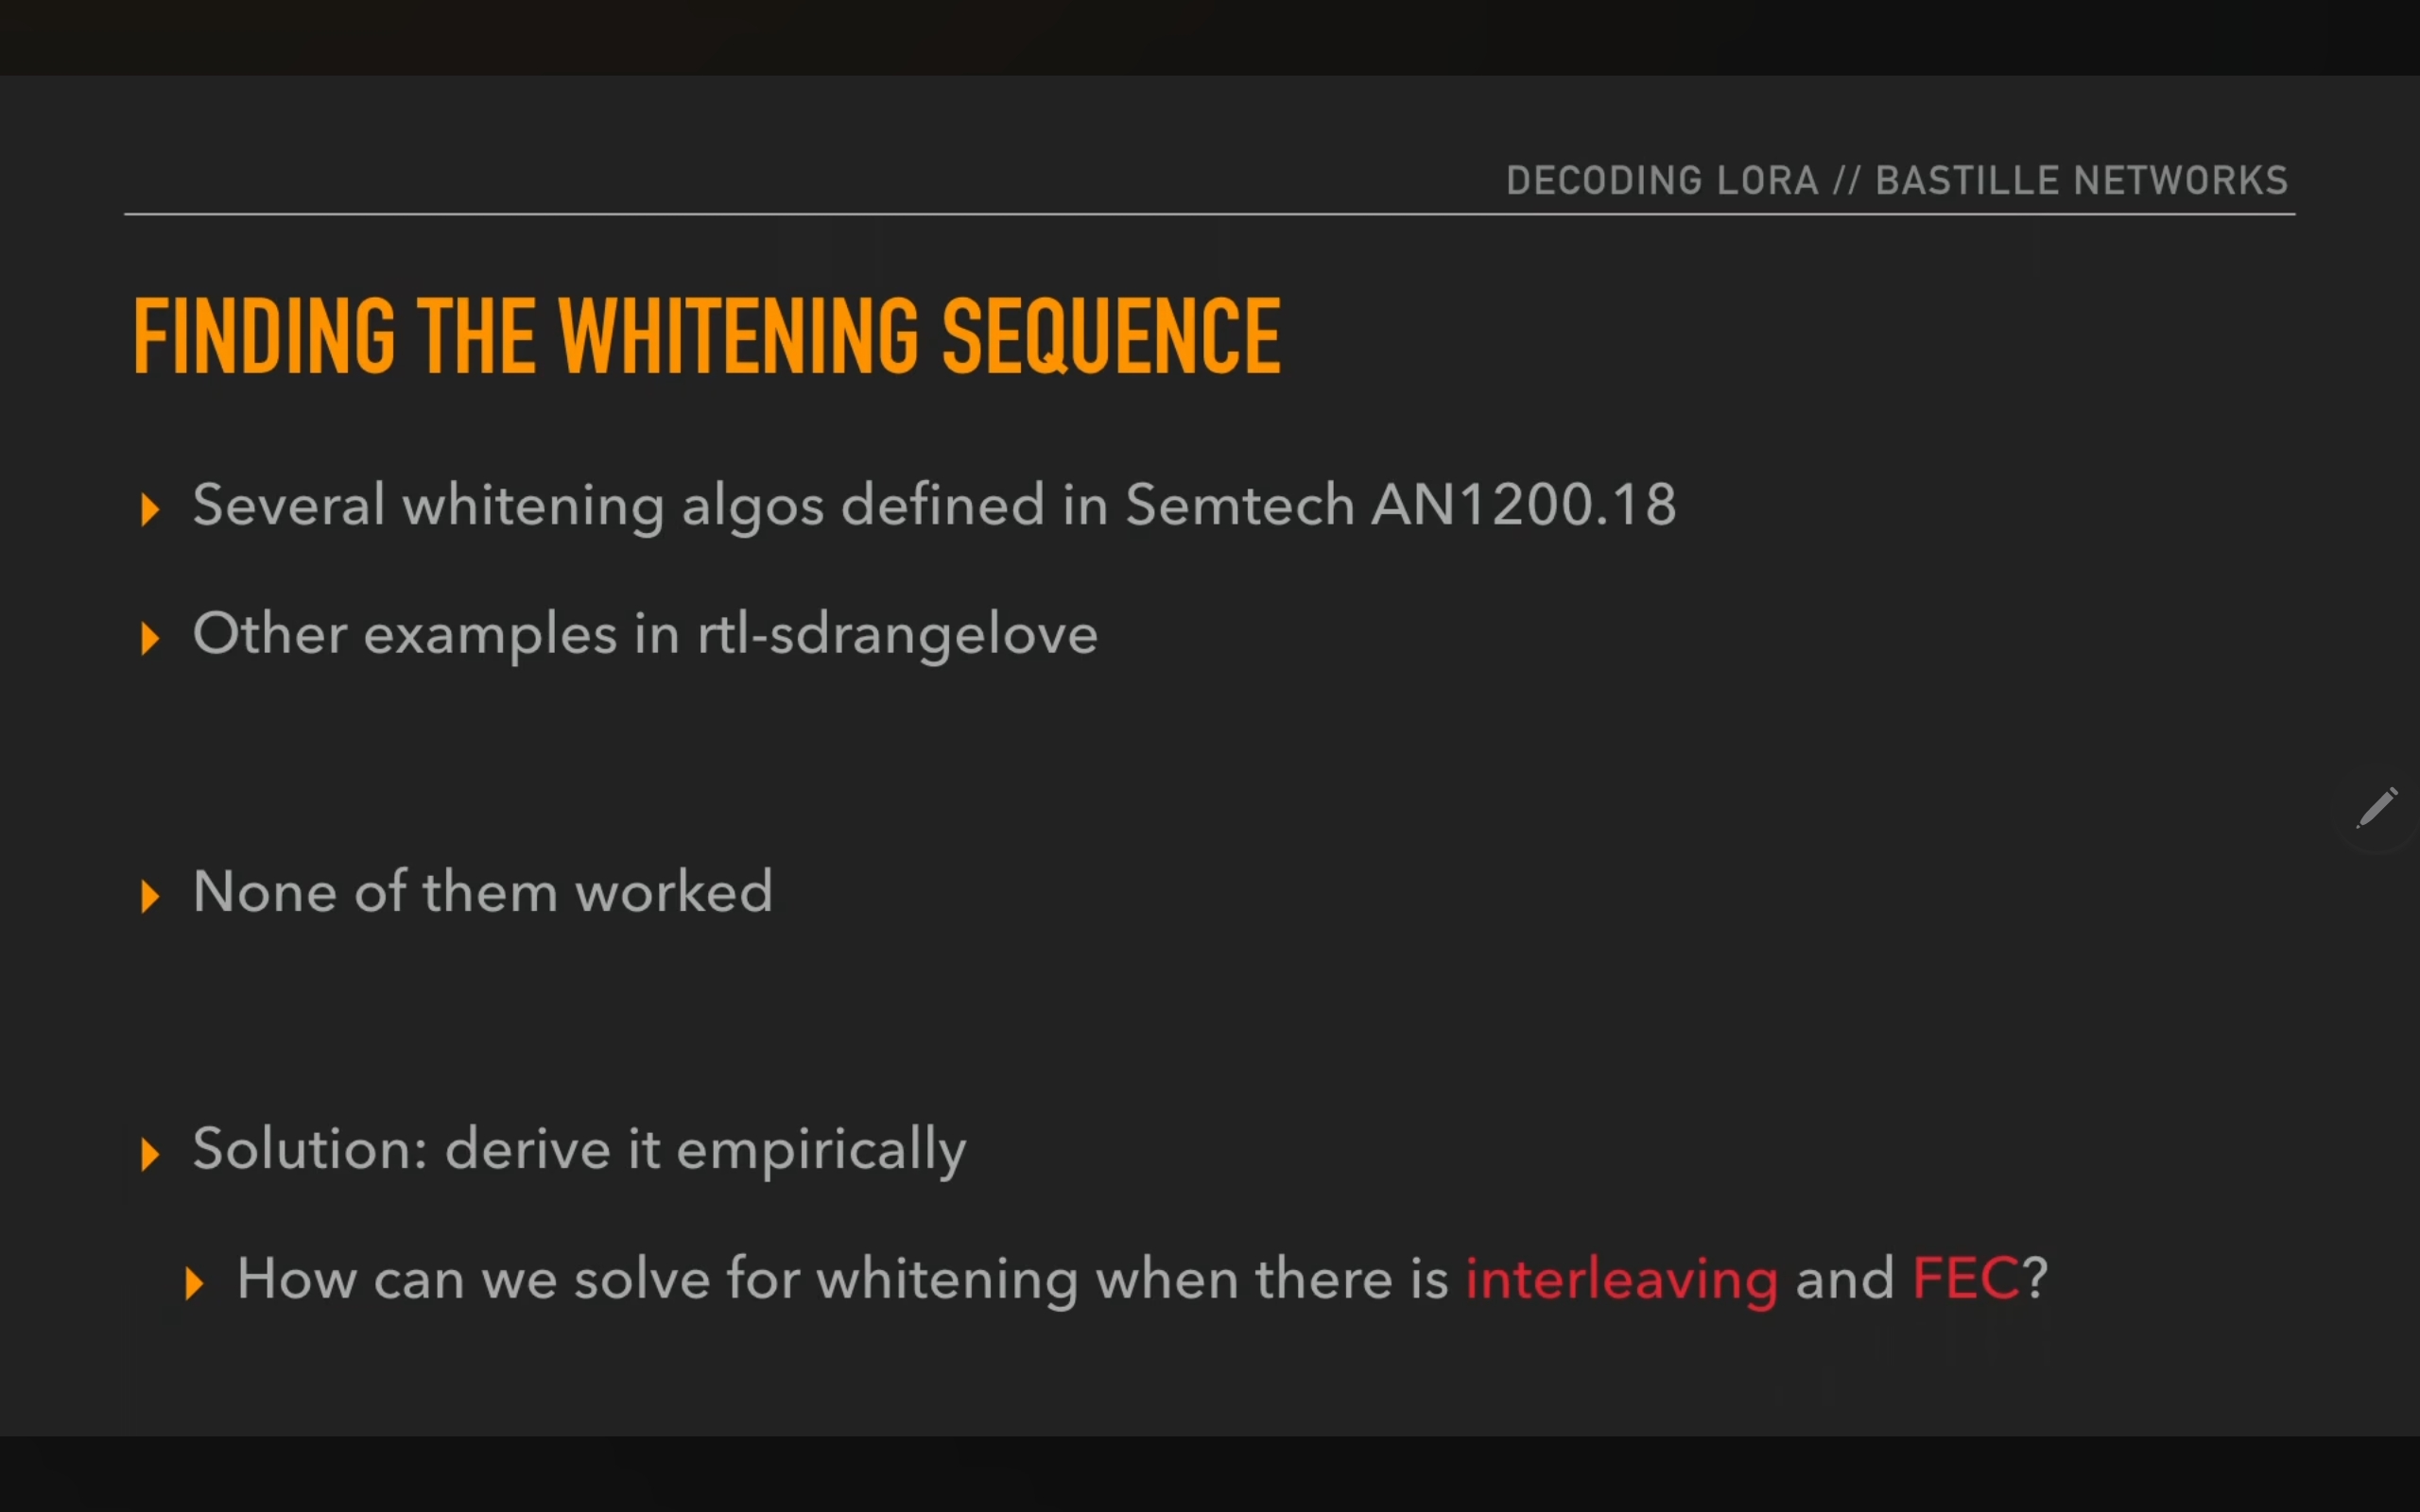 DECODING LORA // BASTILLE NETWORKS
FINDING THE WHITENING SEQUENCE
Several whitening algos defined in Semtech AN1200.18
Other examples in rtl-sdrangelove
None of them worked
Solution: derive it empirically
How can we solve for whitening when there is interleaving and FEC?